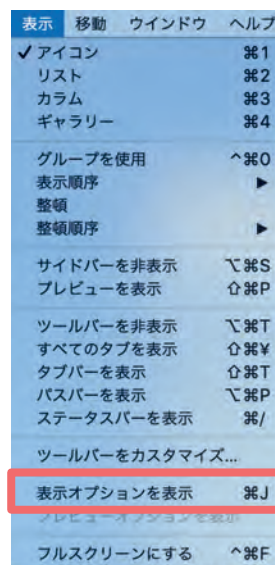 表示 移動 ウインドウ ヘルプ
✓ アイコン ⌘1
リスト ⌘2
カラム ⌘3
ギャラリー ⌘4
グループを使用 ^⌘0
表示順序 ▶
整頓
整頓順序 ▶
サイドバーを非表示 ⌥⌘S
プレビューを表示 ⇧⌘P
ツールバーを非表示 ⌥⌘T
すべてのタブを表示 ⇧⌘¥
タブバーを表示 ⇧⌘T
パスバーを表示 ⌥⌘P
ステータスバーを表示 ⌘/
ツールバーをカスタマイズ...
表示オプションを表示 ⌘J
プレビューオプションを表示
フルスクリーンにする ^⌘F